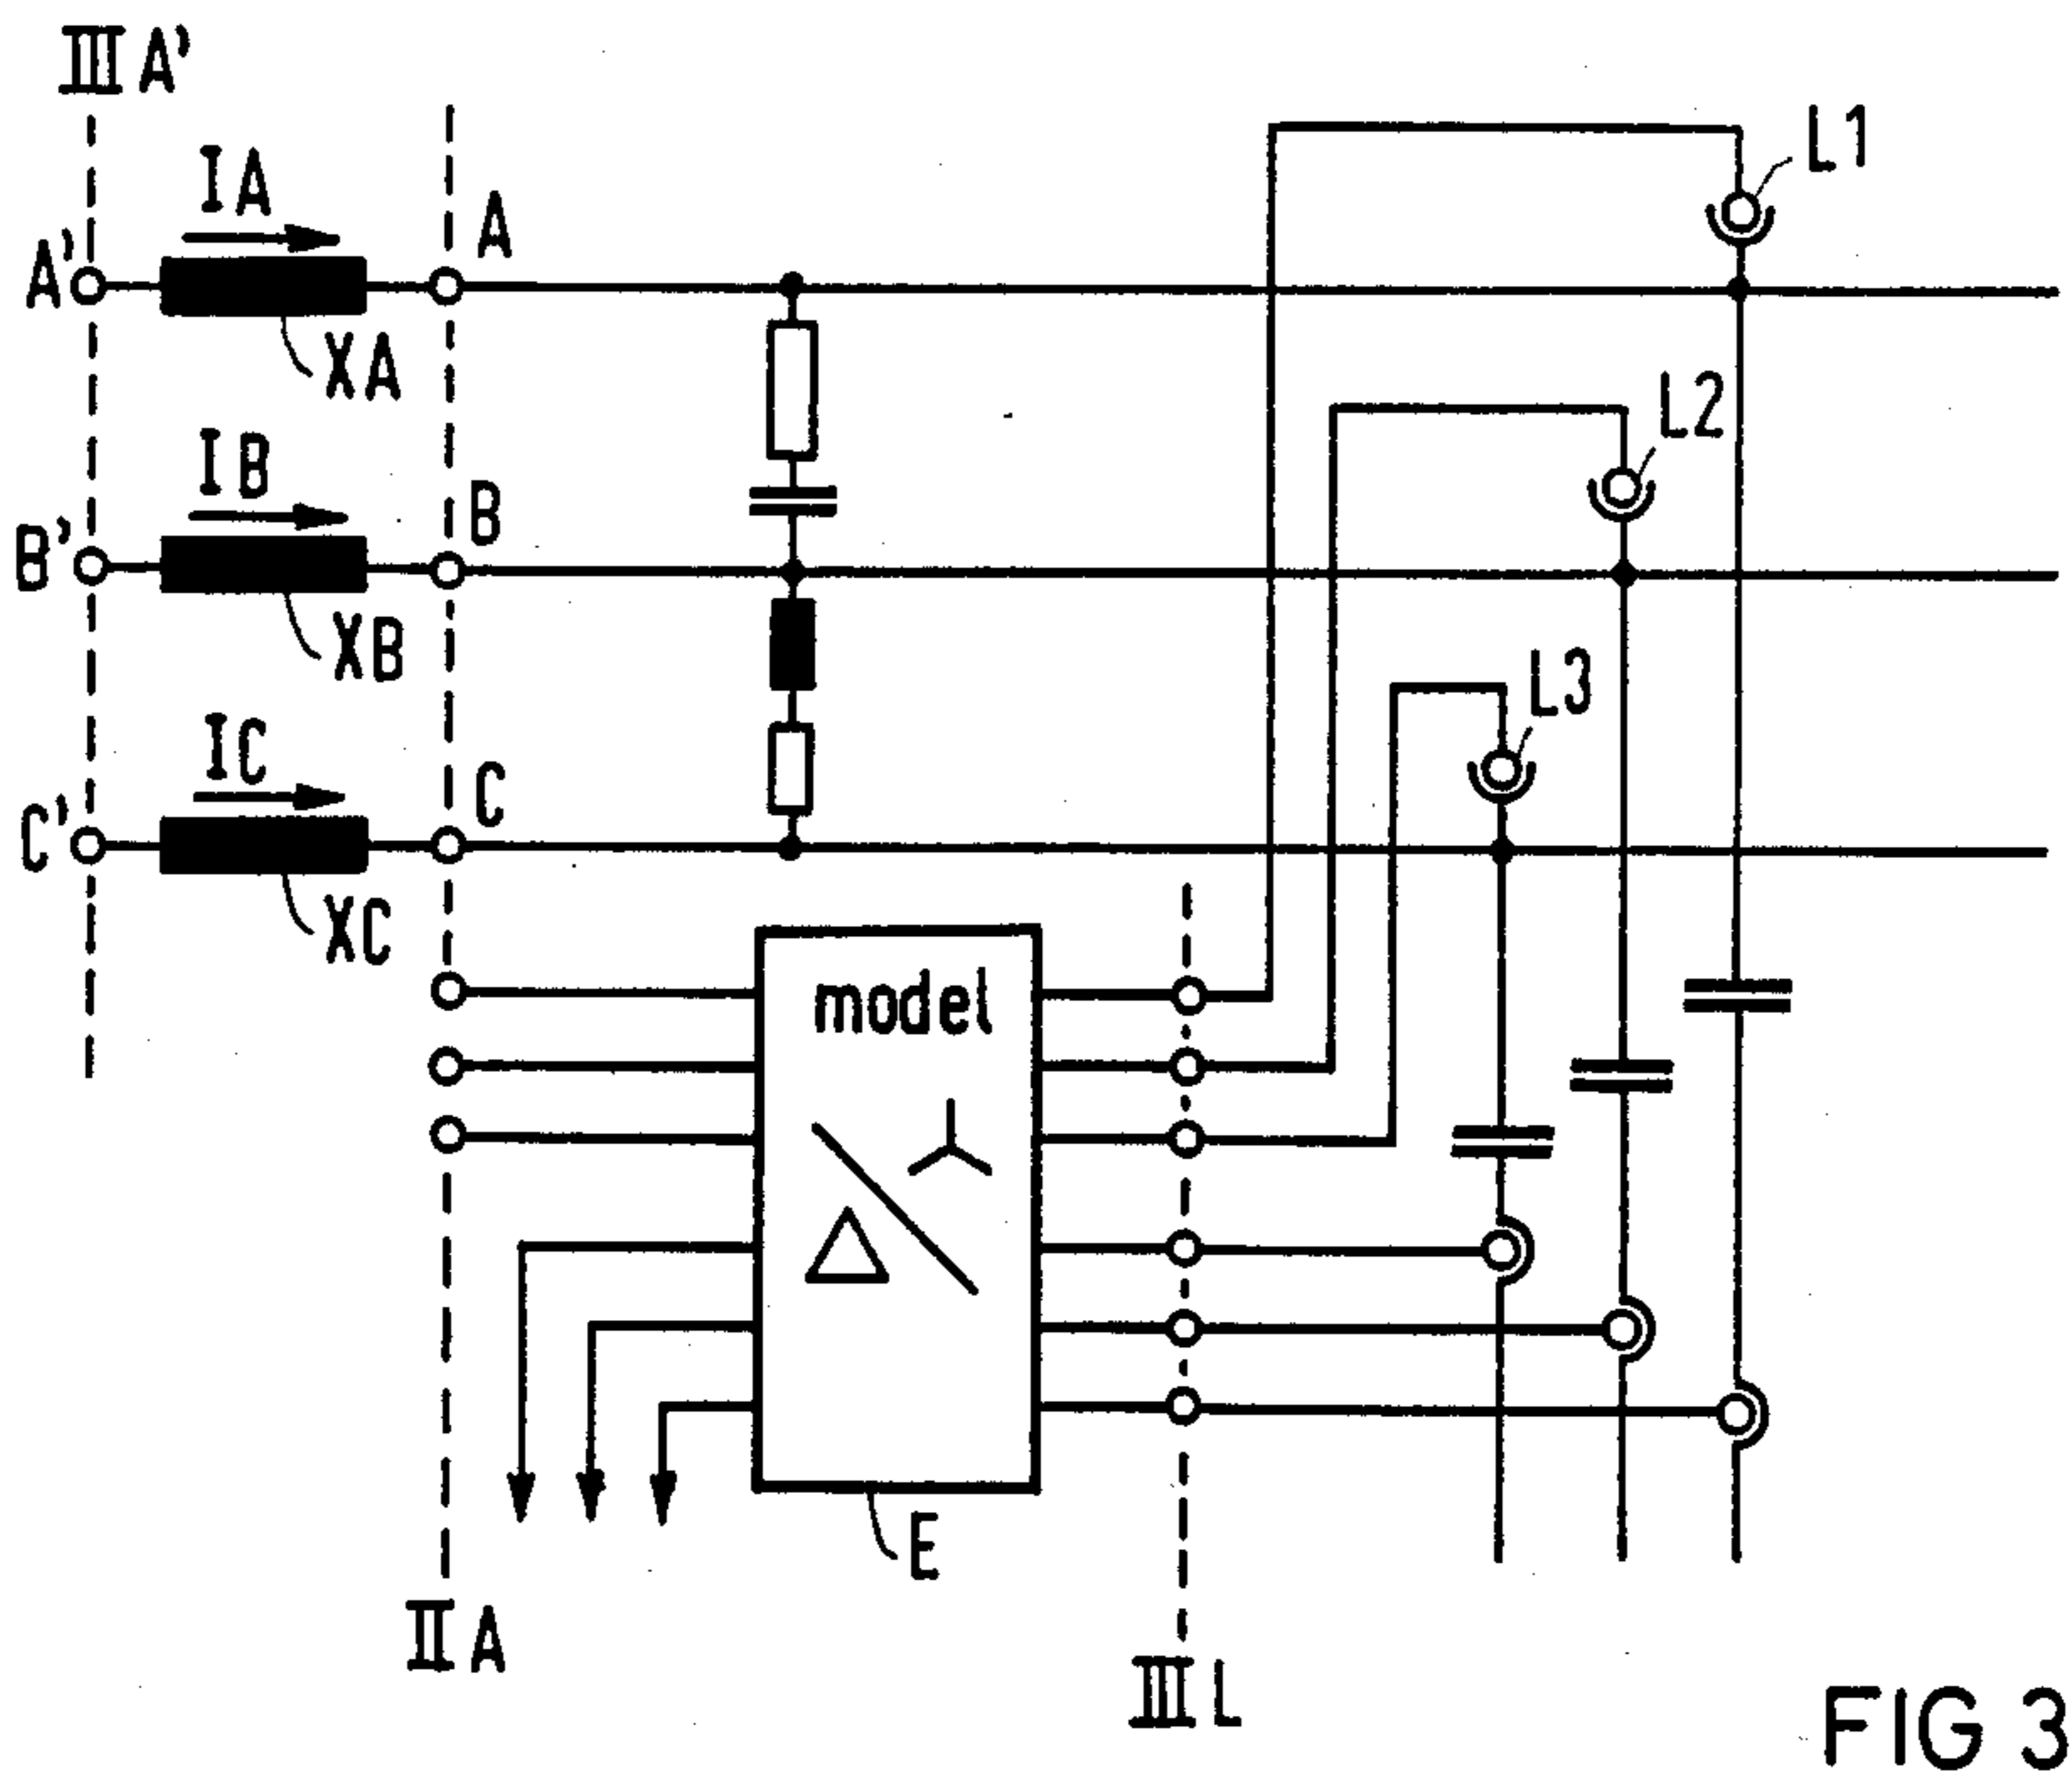 III A'
IA
A
L1
A'
XA
L2
IB
B
B'
XB
L3
IC
C
C'
XC
model
E
II A
III L
FIG 3